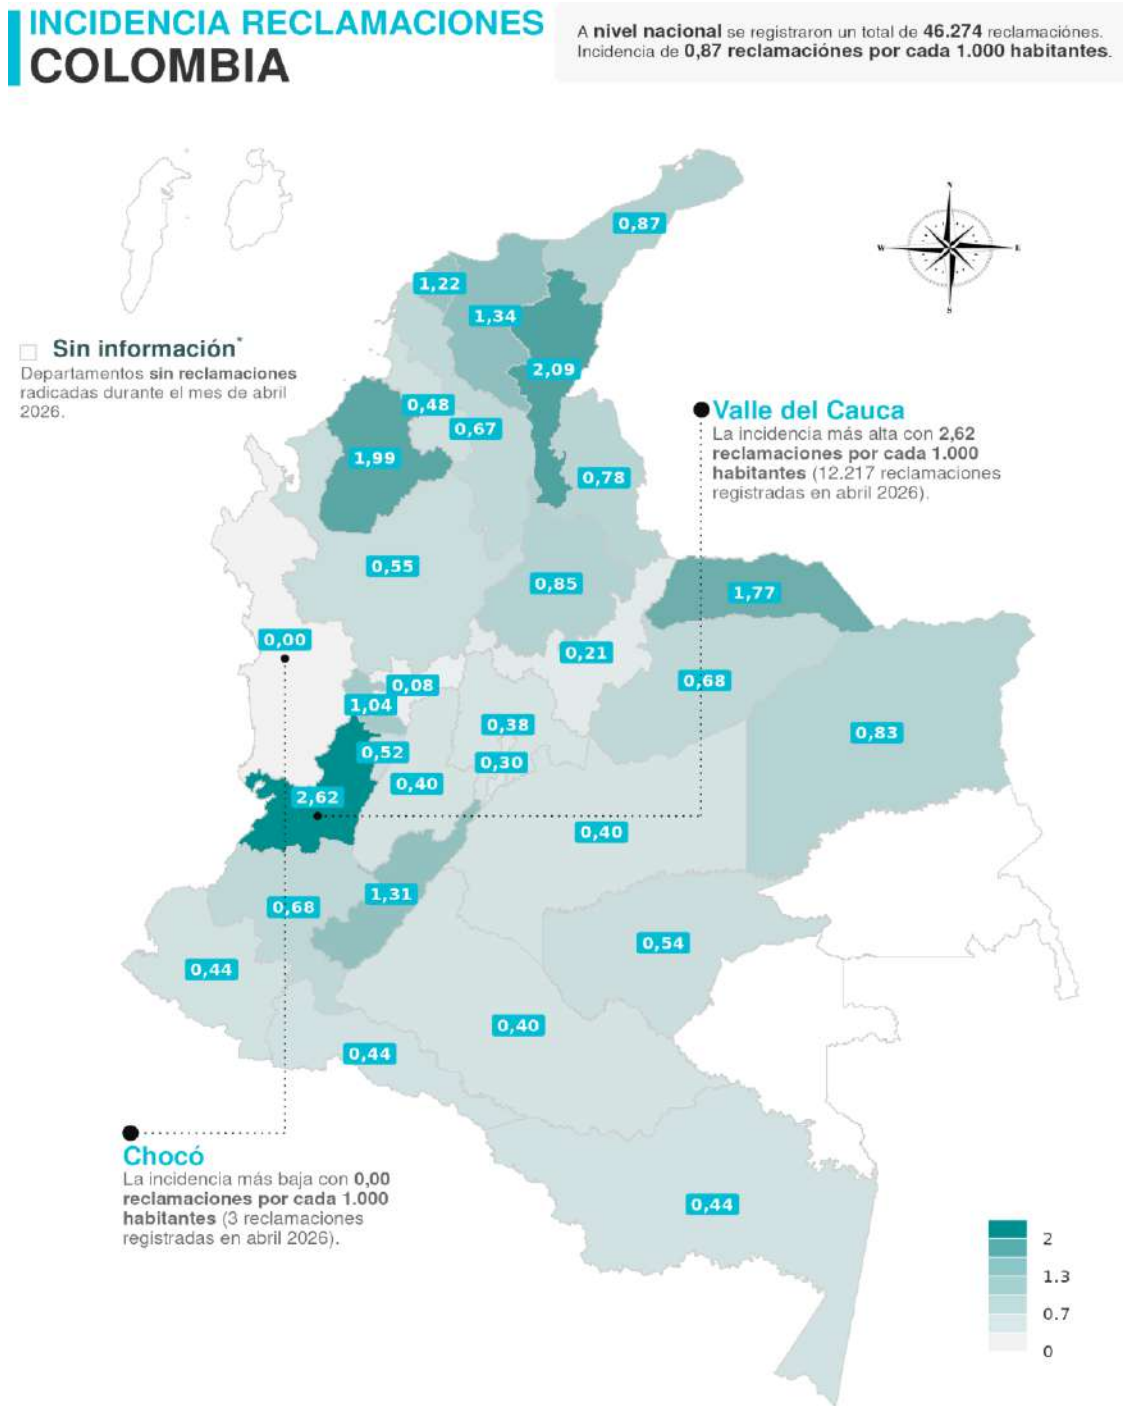 INCIDENCIA RECLAMACIONES
COLOMBIA
A nivel nacional se registraron un total de 46.274 reclamaciónes.
Incidencia de 0,87 reclamaciónes por cada 1.000 habitantes.
N
W
E
S
0,87
1,22
1,34
2,09
Sin información*
Departamentos sin reclamaciones
radicadas durante el mes de abril
2026.
0,48
0,67
1,99
0,78
Valle del Cauca
La incidencia más alta con 2,62
reclamaciones por cada 1.000
habitantes (12.217 reclamaciones
registradas en abril 2026).
0,55
0,85
1,77
0,00
0,21
0,08
0,68
1,04
0,38
0,83
0,52
0,30
0,40
2,62
0,40
1,31
0,68
0,54
0,44
0,40
0,44
Chocó
La incidencia más baja con 0,00
reclamaciones por cada 1.000
habitantes (3 reclamaciones
registradas en abril 2026).
0,44
2
1.3
0.7
0